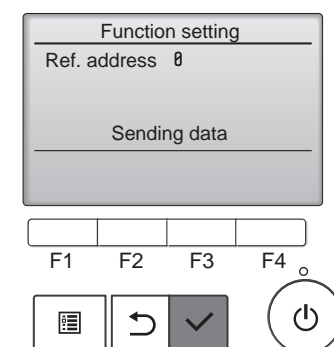 Function setting
Ref. address 0
Sending data
F1 F2 F3 F4